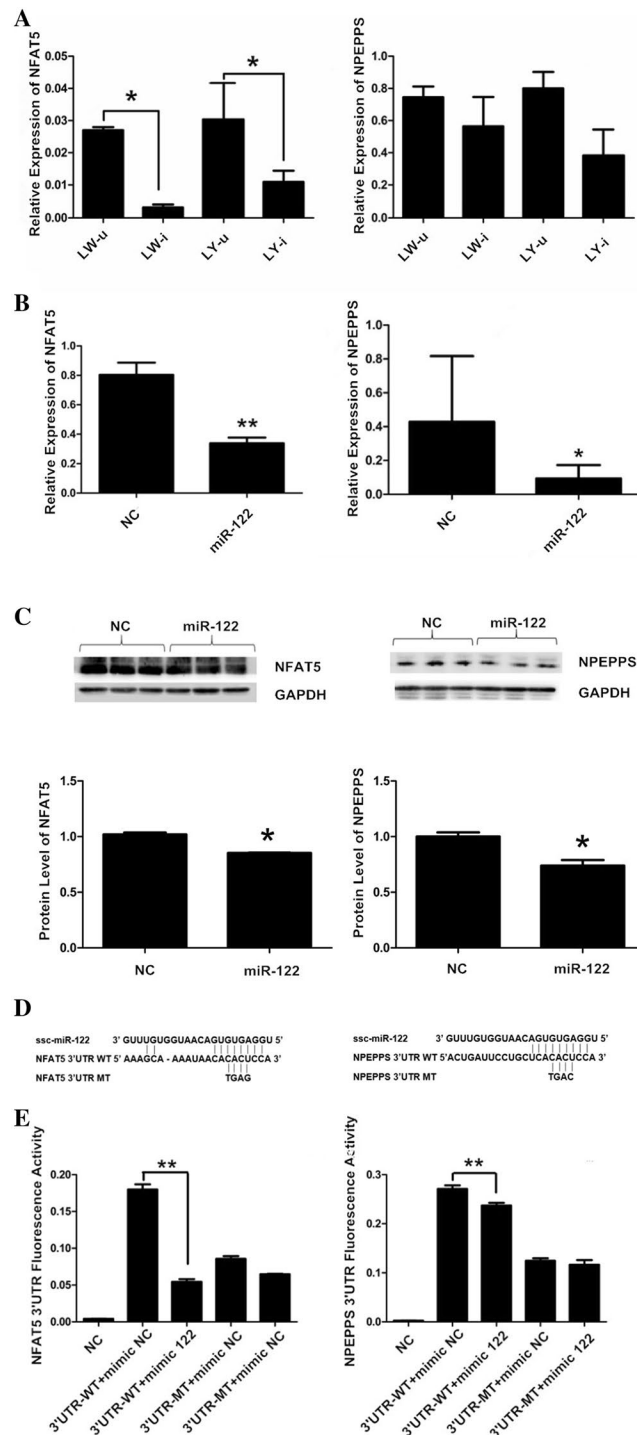 A
Relative Expression of NFAT5
0.05
0.04
0.03
0.02
0.01
0.00
*
*
LW-u
LW-i
LY-u
LY-i
Relative Expression of NPEPPS
1.0
0.8
0.6
0.4
0.2
0.0
LW-u
LW-i
LY-u
LY-i
B
Relative Expression of NFAT5
1.0
0.8
0.6
0.4
0.2
0.0
**
NC
miR-122
Relative Expression of NPEPPS
1.0
0.8
0.6
0.4
0.2
0.0
*
NC
miR-122
C
NC miR-122
NFAT5
GAPDH
NC miR-122
NPEPPS
GAPDH
Protein Level of NFAT5
1.5
1.0
0.5
0.0
*
NC
miR-122
Protein Level of NPEPPS
1.5
1.0
0.5
0.0
*
NC
miR-122
D
ssc-miR-122 3' GUUUGUGGUAACAGUGUGAGGU 5'
NFAT5 3'UTR WT 5' AAAGCA - AAAUAACACACUCCA 3'
NFAT5 3'UTR MT TGAG
ssc-miR-122 3' GUUUGUGGUAACAGUGUGAGGU 5'
NPEPPS 3'UTR WT 5'ACUGAUUCCUGCUCACACUCCA 3'
NPEPPS 3'UTR MT TGAC
E
NFAT5 3'UTR Fluorescence Activity
0.20
0.15
0.10
0.05
0.00
**
NC
3'UTR-WT+mimic NC
3'UTR-WT+mimic 122
3'UTR-MT+mimic NC
3'UTR-MT+mimic NC
NPEPPS 3'UTR Fluorescence Activity
0.3
0.2
0.1
0.0
**
NC
3'UTR-WT+mimic NC
3'UTR-WT+mimic 122
3'UTR-MT+mimic NC
3'UTR-MT+mimic 122